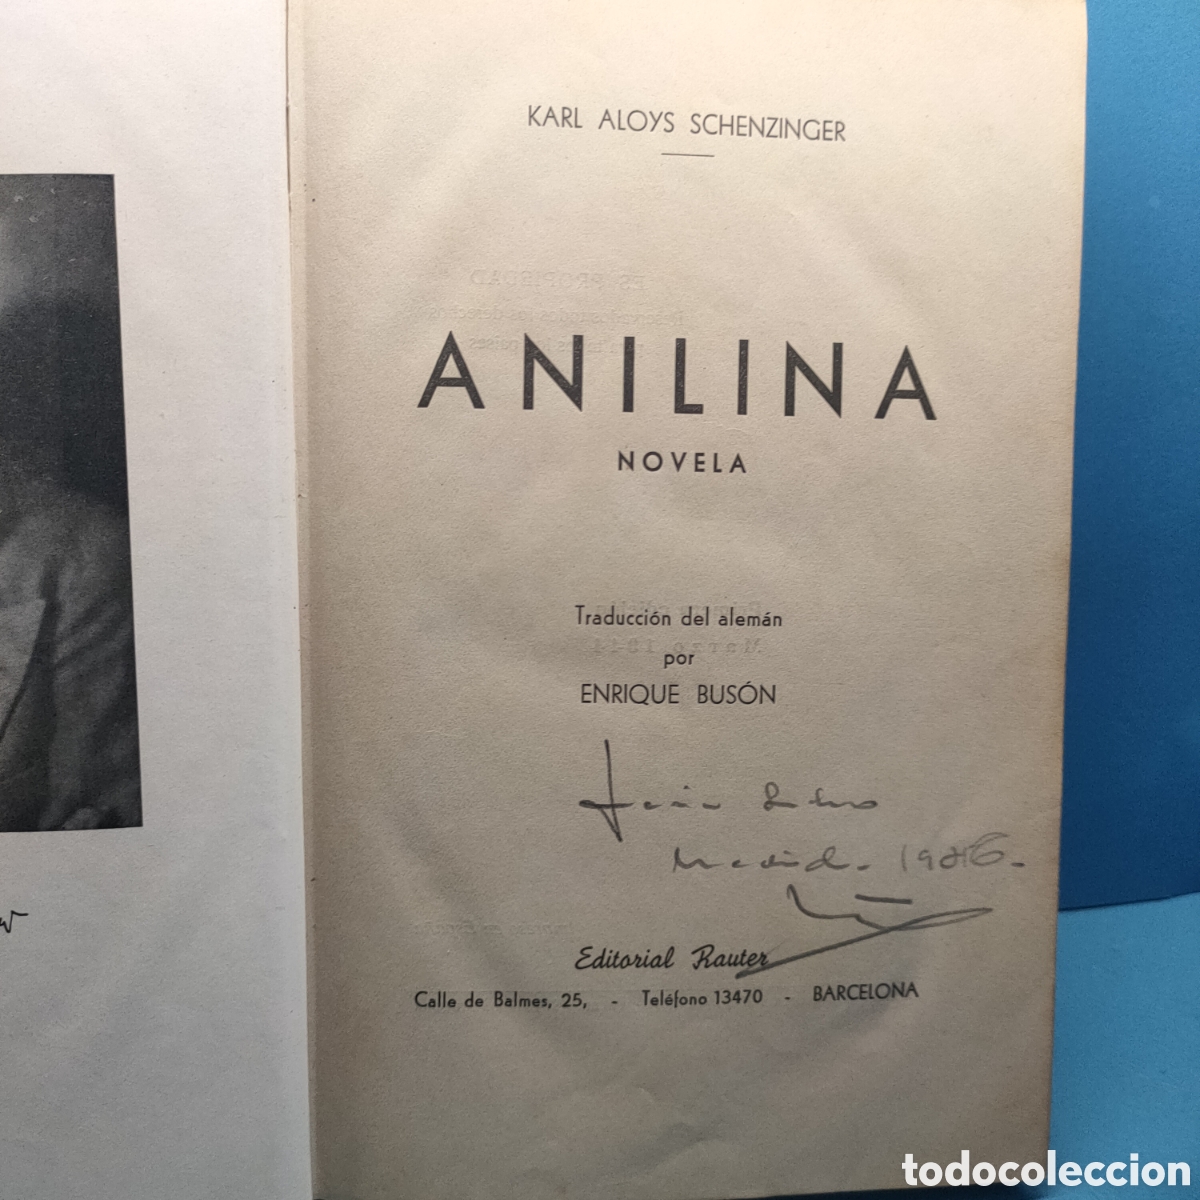 KARL ALOYS SCHENZINGER
ANILINA
NOVELA
Traducción del alemán
por
ENRIQUE BUSÓN
Madrid - 1946 -
Editorial Rauter
Calle de Balmes, 25, - Teléfono 13470 - BARCELONA
todocoleccion